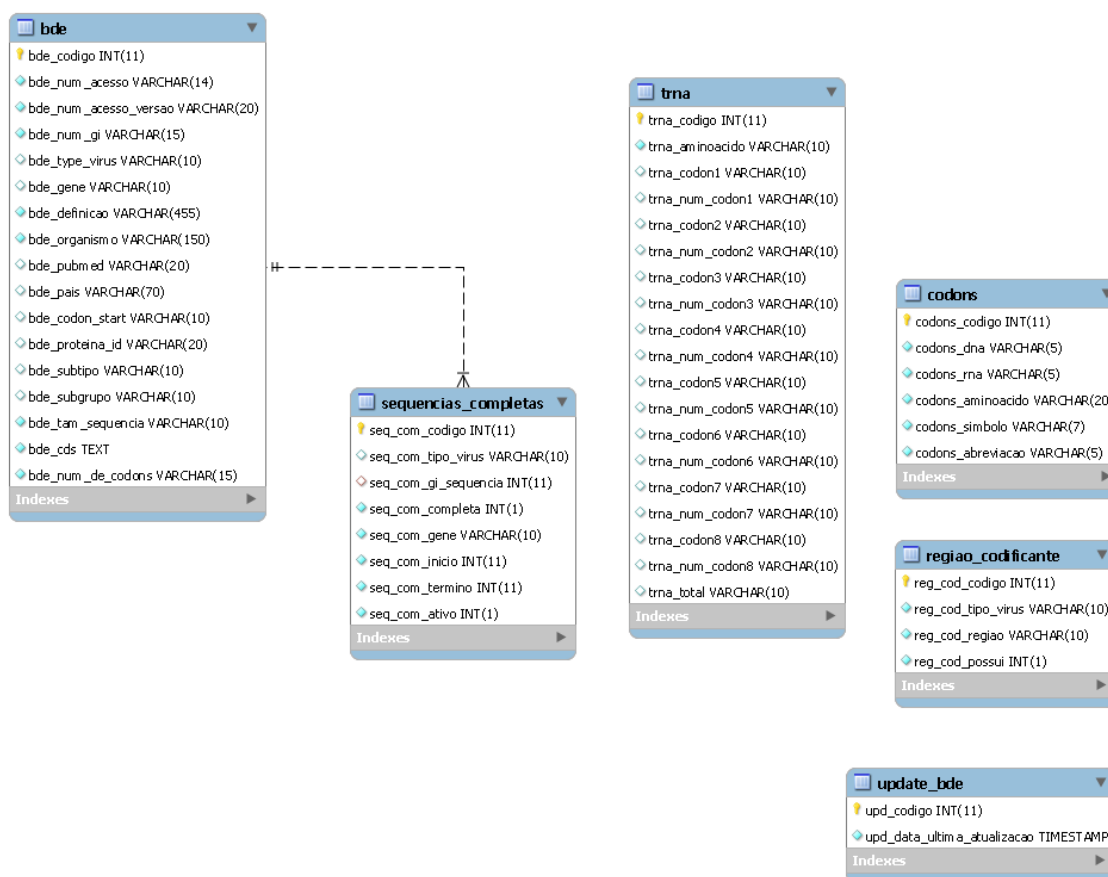 bde
bde_codigo INT(11)
bde_num_acesso VARCHAR(14)
bde_num_acesso_versao VARCHAR(20)
bde_num_gi VARCHAR(15)
bde_type_virus VARCHAR(10)
bde_gene VARCHAR(10)
bde_definicao VARCHAR(455)
bde_organismo VARCHAR(150)
bde_pubmed VARCHAR(20)
bde_pais VARCHAR(70)
bde_codon_start VARCHAR(10)
bde_proteina_id VARCHAR(20)
bde_subtipo VARCHAR(10)
bde_subgrupo VARCHAR(10)
bde_tam_sequencia VARCHAR(10)
bde_cds TEXT
bde_num_de_codons VARCHAR(15)
Indexes
sequencias_completas
seq_com_codigo INT(11)
seq_com_tipo_virus VARCHAR(10)
seq_com_gi_sequencia INT(11)
seq_com_completa INT(1)
seq_com_gene VARCHAR(10)
seq_com_inicio INT(11)
seq_com_termino INT(11)
seq_com_ativo INT(1)
Indexes
trna
trna_codigo INT(11)
trna_aminoacido VARCHAR(10)
trna_codon1 VARCHAR(10)
trna_num_codon1 VARCHAR(10)
trna_codon2 VARCHAR(10)
trna_num_codon2 VARCHAR(10)
trna_codon3 VARCHAR(10)
trna_num_codon3 VARCHAR(10)
trna_codon4 VARCHAR(10)
trna_num_codon4 VARCHAR(10)
trna_codon5 VARCHAR(10)
trna_num_codon5 VARCHAR(10)
trna_codon6 VARCHAR(10)
trna_num_codon6 VARCHAR(10)
trna_codon7 VARCHAR(10)
trna_num_codon7 VARCHAR(10)
trna_codon8 VARCHAR(10)
trna_num_codon8 VARCHAR(10)
trna_total VARCHAR(10)
Indexes
codons
codons_codigo INT(11)
codons_dna VARCHAR(5)
codons_rna VARCHAR(5)
codons_aminoacido VARCHAR(20
codons_simbolo VARCHAR(7)
codons_abreviacao VARCHAR(5)
Indexes
regiao_codificante
reg_cod_codigo INT(11)
reg_cod_tipo_virus VARCHAR(10)
reg_cod_regiao VARCHAR(10)
reg_cod_possui INT(1)
Indexes
update_bde
upd_codigo INT(11)
upd_data_ultima_atualizacao TIMESTAMP
Indexes